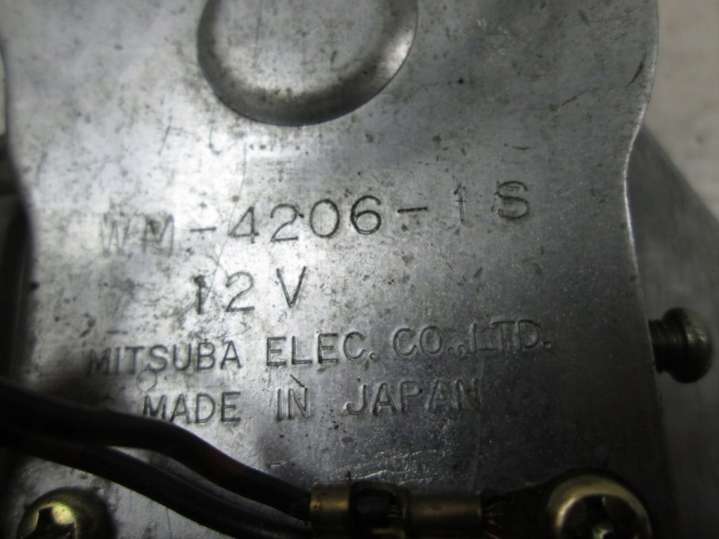 WM-4206-1S
12V
MITSUBA ELEC. CO.,LTD.
MADE IN JAPAN